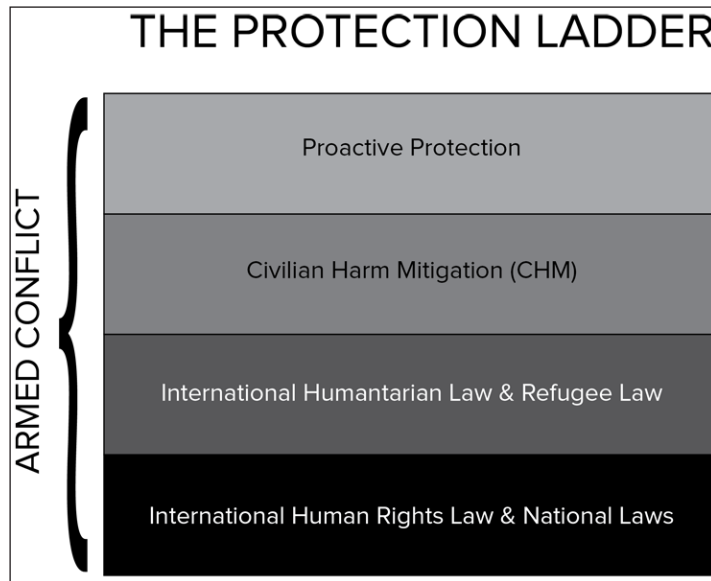 THE PROTECTION LADDER
ARMED CONFLICT
Proactive Protection
Civilian Harm Mitigation (CHM)
International Humantarian Law & Refugee Law
International Human Rights Law & National Laws